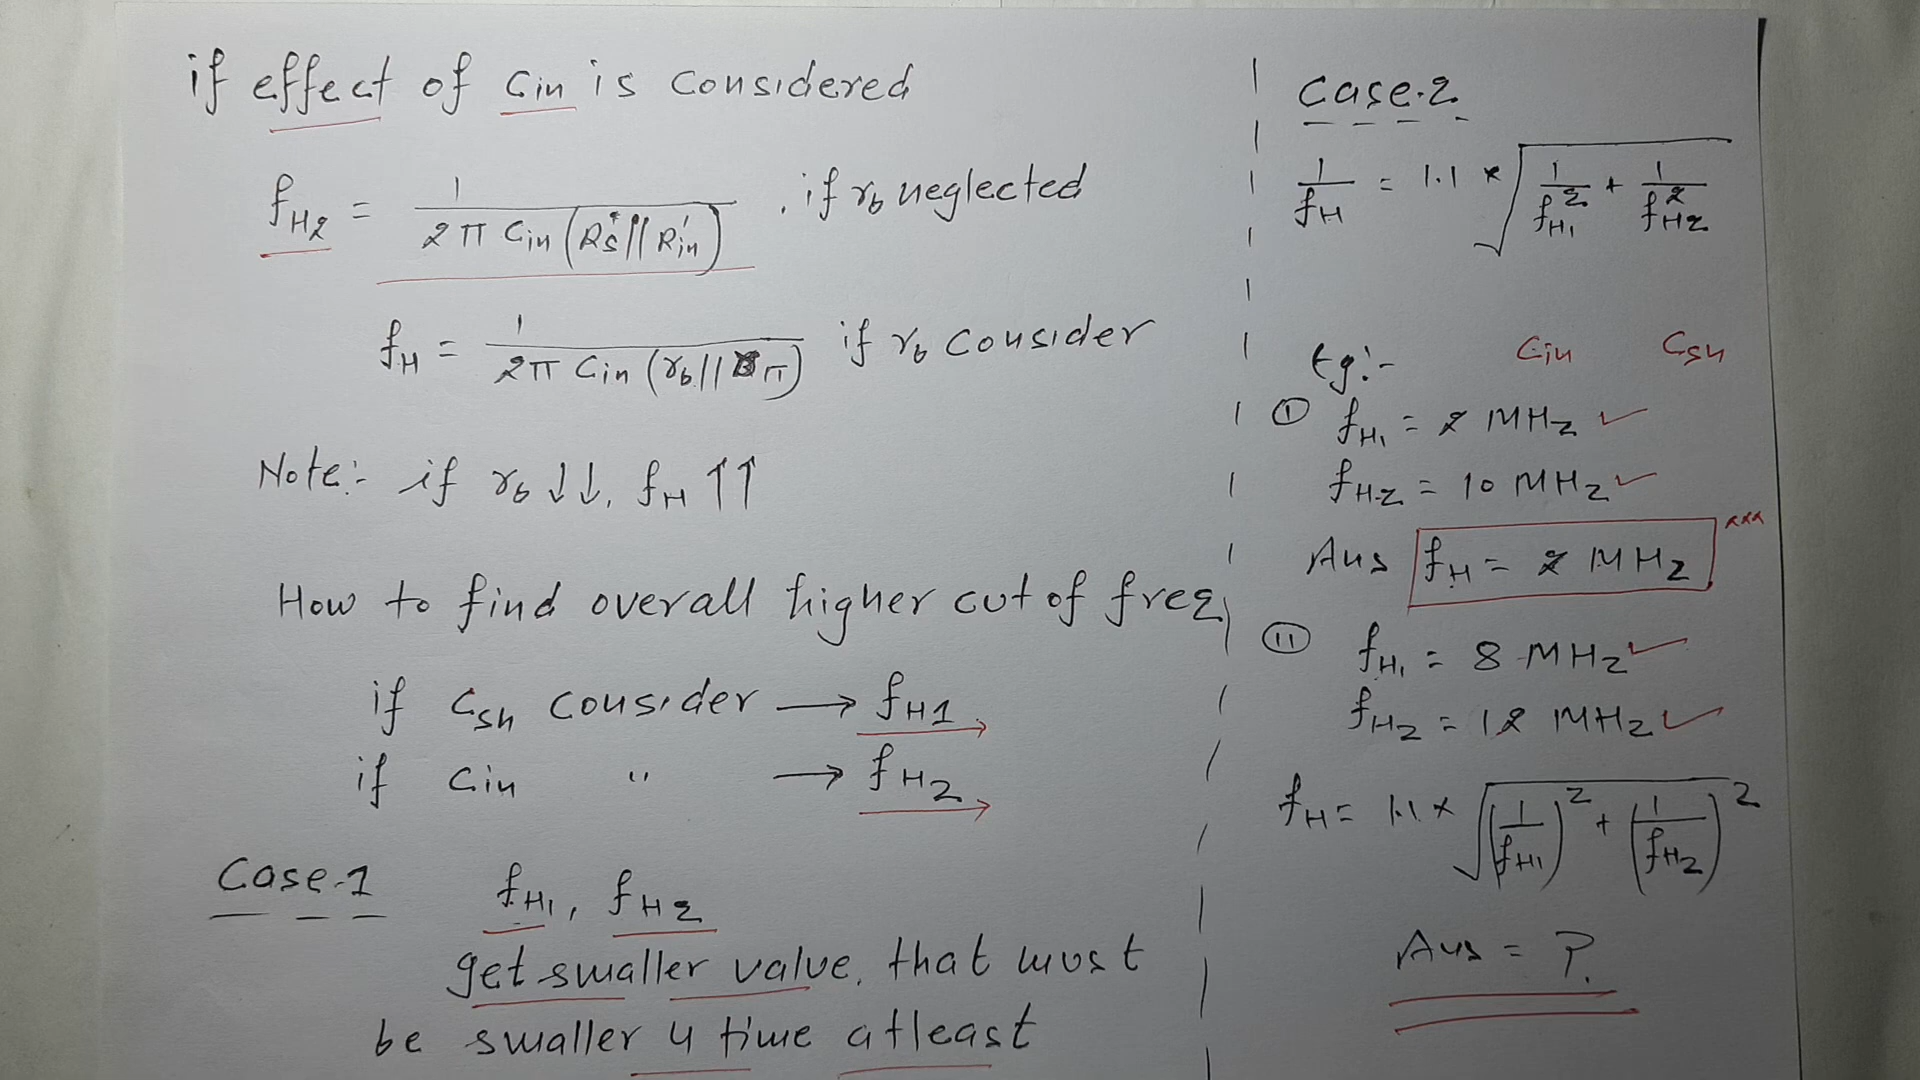 if effect of Cin is considered
fH2 = 1 / 2π Cin (Rs || R'in) , if rb neglected
fH = 1 / 2π Cin (rb || rπ) if rb consider
Note:- if rb ↓↓, fH ↑↑
How to find overall higher cut of freq
if Csh consider → fH1
if Cin " → fH2
Case-1 fH1, fH2
get smaller value, that must
be smaller 4 time atleast
Case-2
1/fH = 1.1 × √(1/fH1² + 1/fH2²)
Eg:- Cin Csh
(I) fH1 = 2 MHz ✓
fH2 = 10 MHz ✓
Ans fH = 2 MHz xxx
(II) fH1 = 8 MHz ✓
fH2 = 12 MHz ✓
fH = 1.1 × √((1/fH1)² + (1/fH2)²
Ans = ?